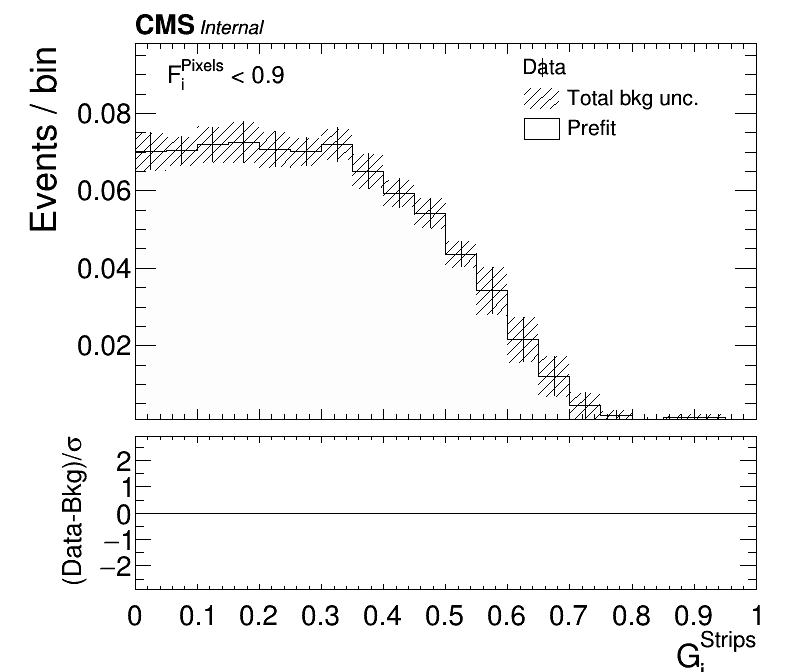 CMS Internal
F_i^Pixels < 0.9
Data
Total bkg unc.
Prefit
Events / bin
0.08
0.06
0.04
0.02
(Data-Bkg)/σ
2
1
0
−1
−2
0 0.1 0.2 0.3 0.4 0.5 0.6 0.7 0.8 0.9 1
G_i^Strips